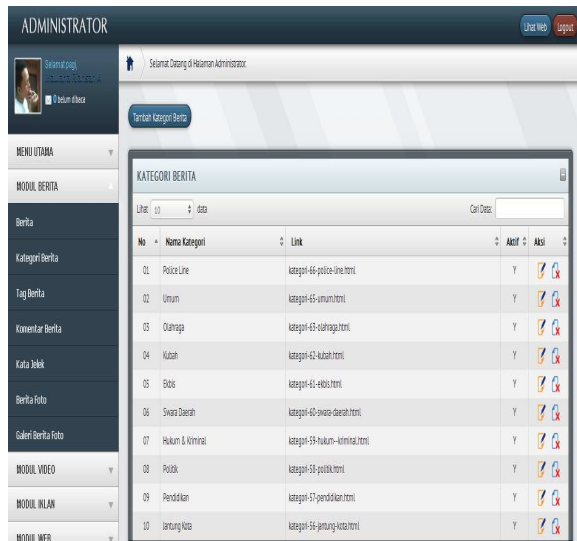 ADMINISTRATOR
Lihat Web
Logout
Selamat pagi,
0 belum dibaca
Selamat Datang di Halaman Administrator.
Tambah Kategori Berita
MENU UTAMA
MODUL BERITA
Berita
Kategori Berita
Tag Berita
Komentar Berita
Kata Jelek
Berita Foto
Galeri Berita Foto
MODUL VIDEO
MODUL IKLAN
MODUL WEB
KATEGORI BERITA
Lihat 10 data
Cari Data:
No Nama Kategori Link Aktif Aksi
01 Police Line kategori-66-police-line.html Y
02 Umum kategori-65-umum.html Y
03 Olahraga kategori-63-olahraga.html Y
04 Kubah kategori-62-kubah.html Y
05 Ekbis kategori-61-ekbis.html Y
06 Swara Daerah kategori-60-swara-daerah.html Y
07 Hukum & Kriminal kategori-59-hukum--kriminal.html Y
08 Politik kategori-58-politik.html Y
09 Pendidikan kategori-57-pendidikan.html Y
10 Jantung Kota kategori-56-jantung-kota.html Y